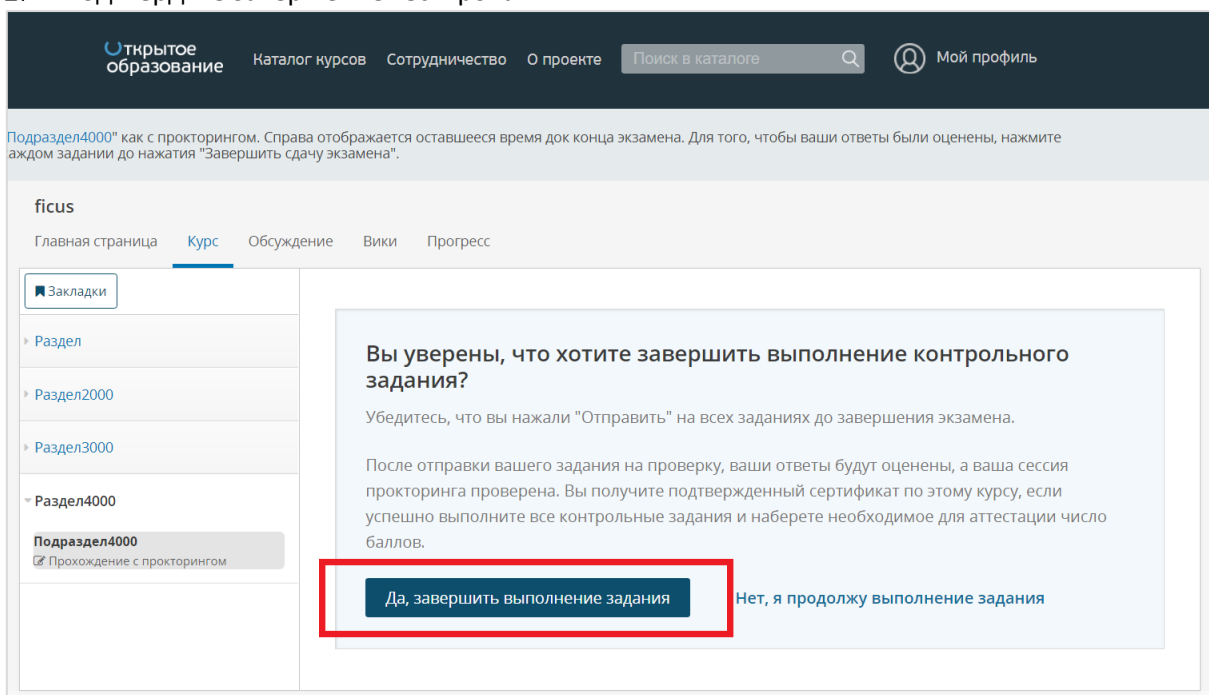 Открытое
образование
Каталог курсов Сотрудничество О проекте Поиск в каталоге Мой профиль
Подраздел4000" как с прокторингом. Справа отображается оставшееся время док конца экзамена. Для того, чтобы ваши ответы были оценены, нажмите
аждом задании до нажатия "Завершить сдачу экзамена".
ficus
Главная страница Курс Обсуждение Вики Прогресс
Закладки
Раздел
Раздел2000
Раздел3000
Раздел4000
Подраздел4000
Прохождение с прокторингом
Вы уверены, что хотите завершить выполнение контрольного
задания?
Убедитесь, что вы нажали "Отправить" на всех заданиях до завершения экзамена.
После отправки вашего задания на проверку, ваши ответы будут оценены, а ваша сессия
прокторинга проверена. Вы получите подтвержденный сертификат по этому курсу, если
успешно выполните все контрольные задания и наберете необходимое для аттестации число
баллов.
Да, завершить выполнение задания
Нет, я продолжу выполнение задания